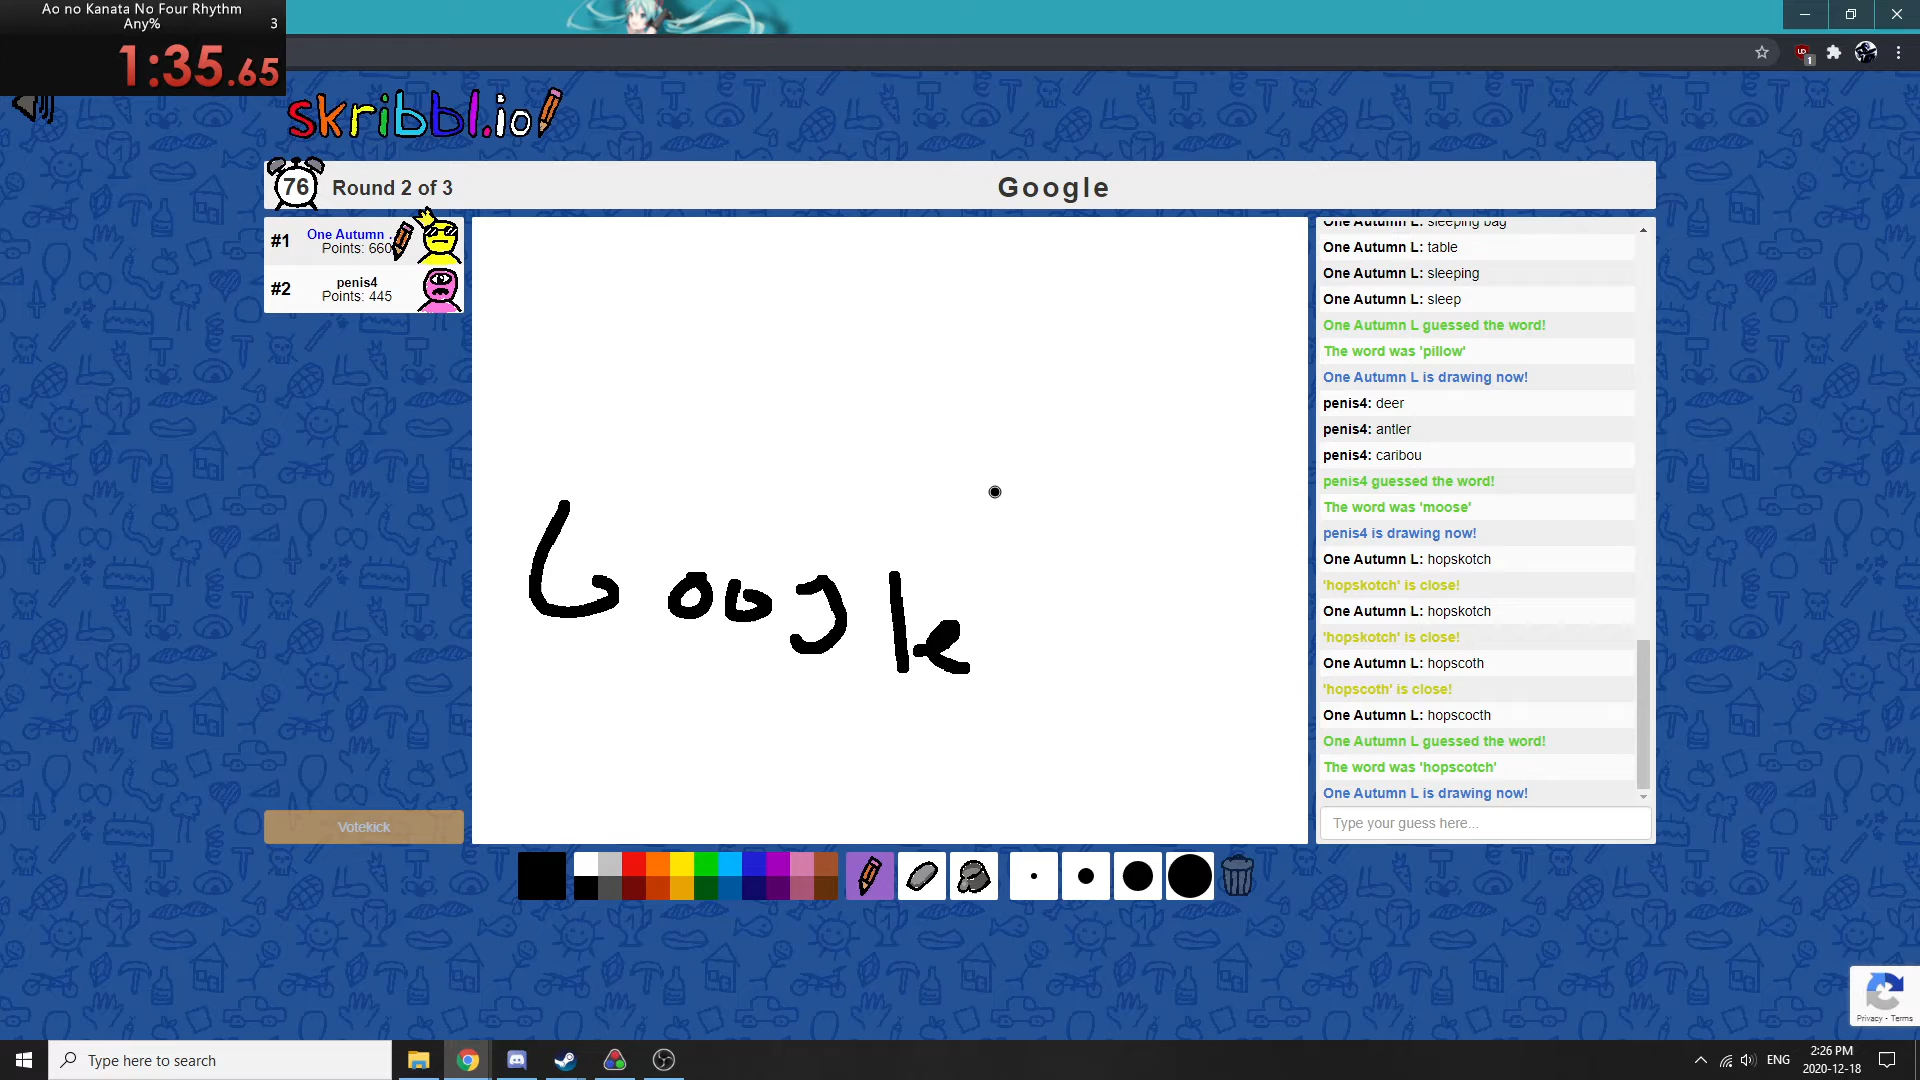 Ao no Kanata No Four Rhythm
Any% 3
1:35.65
skribbl.io
76 Round 2 of 3 Google
#1 One Autumn .
Points: 660
#2 penis4
Points: 445
Google
One Autumn L: sleeping bag
One Autumn L: table
One Autumn L: sleeping
One Autumn L: sleep
One Autumn L guessed the word!
The word was 'pillow'
One Autumn L is drawing now!
penis4: deer
penis4: antler
penis4: caribou
penis4 guessed the word!
The word was 'moose'
penis4 is drawing now!
One Autumn L: hopskotch
'hopskotch' is close!
One Autumn L: hopskotch
'hopskotch' is close!
One Autumn L: hopscoth
'hopscoth' is close!
One Autumn L: hopscocth
One Autumn L guessed the word!
The word was 'hopscotch'
One Autumn L is drawing now!
Type your guess here...
Votekick
Privacy - Terms
Type here to search
ENG
2:26 PM
2020-12-18